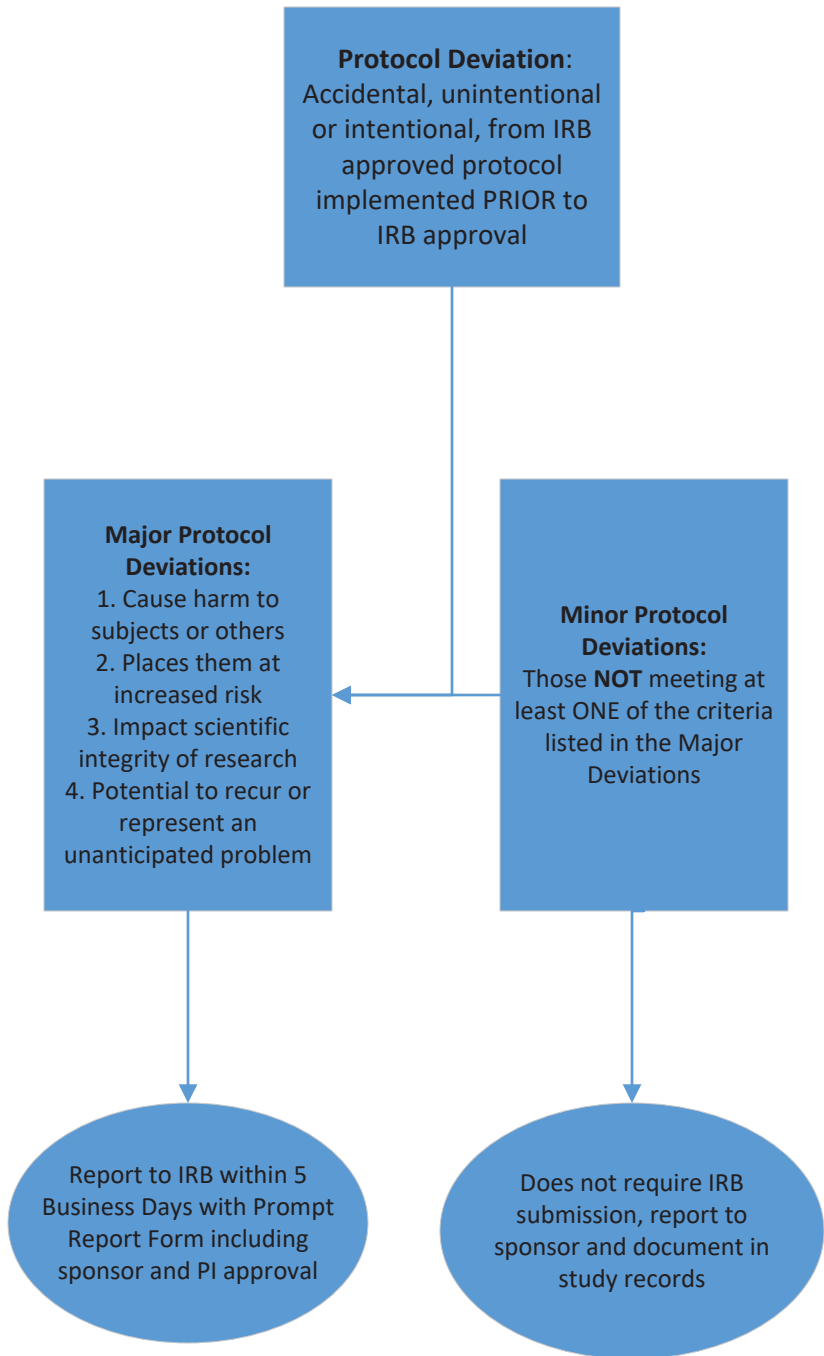 Protocol Deviation:
Accidental, unintentional
or intentional, from IRB
approved protocol
implemented PRIOR to
IRB approval
Major Protocol
Deviations:
1. Cause harm to
subjects or others
2. Places them at
increased risk
3. Impact scientific
integrity of research
4. Potential to recur or
represent an
unanticipated problem
Minor Protocol
Deviations:
Those NOT meeting at
least ONE of the criteria
listed in the Major
Deviations
Report to IRB within 5
Business Days with Prompt
Report Form including
sponsor and PI approval
Does not require IRB
submission, report to
sponsor and document in
study records